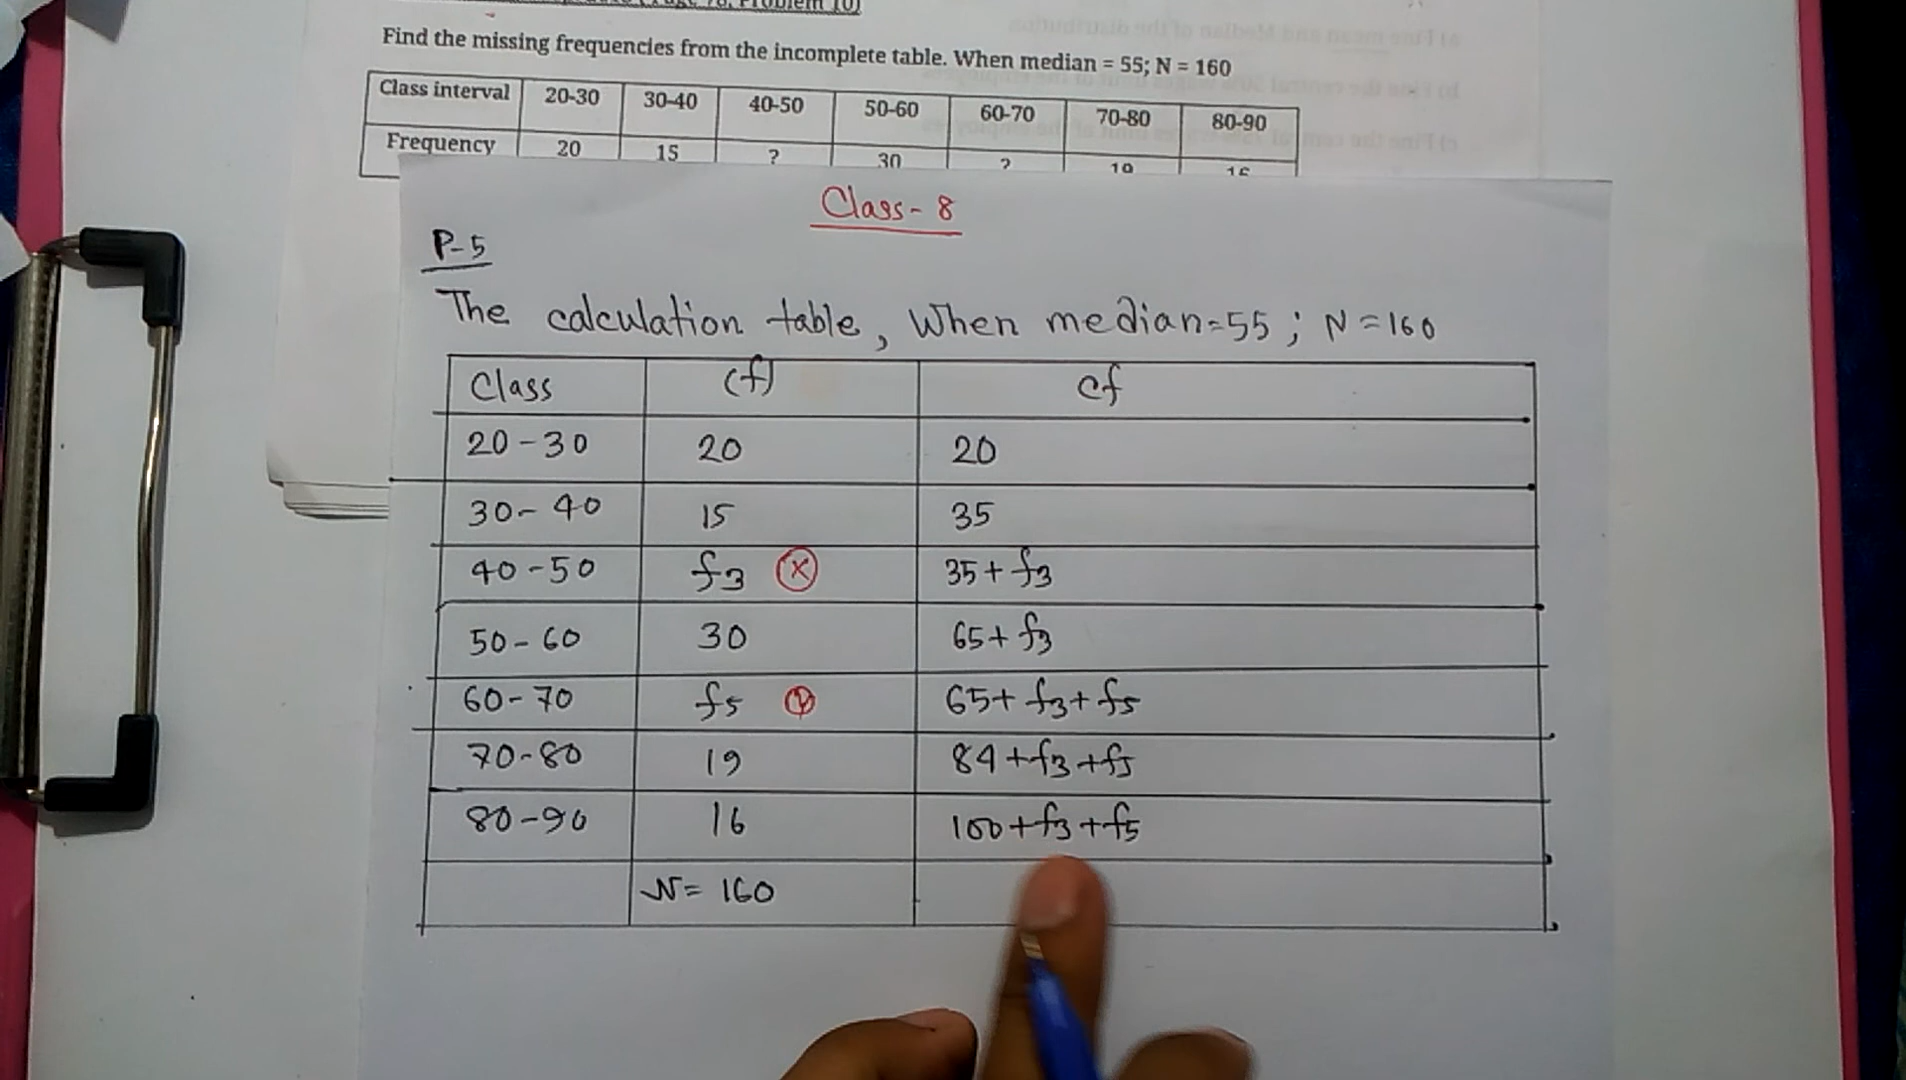 Problem 10)
Find the missing frequencies from the incomplete table. When median = 55; N = 160
Class interval 20-30 30-40 40-50 50-60 60-70 70-80 80-90
Frequency 20 15 ? 30 ? 19 16
Class- 8
P-5
The calculation table, When median=55; N=160
Class (f) cf
20-30 20 20
30-40 15 35
40-50 f3 (x) 35+f3
50-60 30 65+f3
60-70 f5 (y) 65+f3+f5
70-80 19 84+f3+f5
80-90 16 100+f3+f5
N= 160